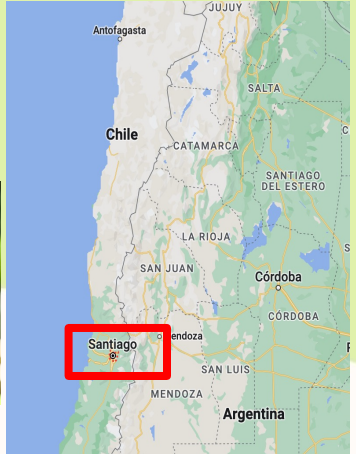 JUJUY
Antofagasta
SALTA
Chile
CATAMARCA
SANTIAGO
DEL ESTERO
LA RIOJA
SAN JUAN
Córdoba
CÓRDOBA
Santiago
endoza
SAN LUIS
MENDOZA
Argentina